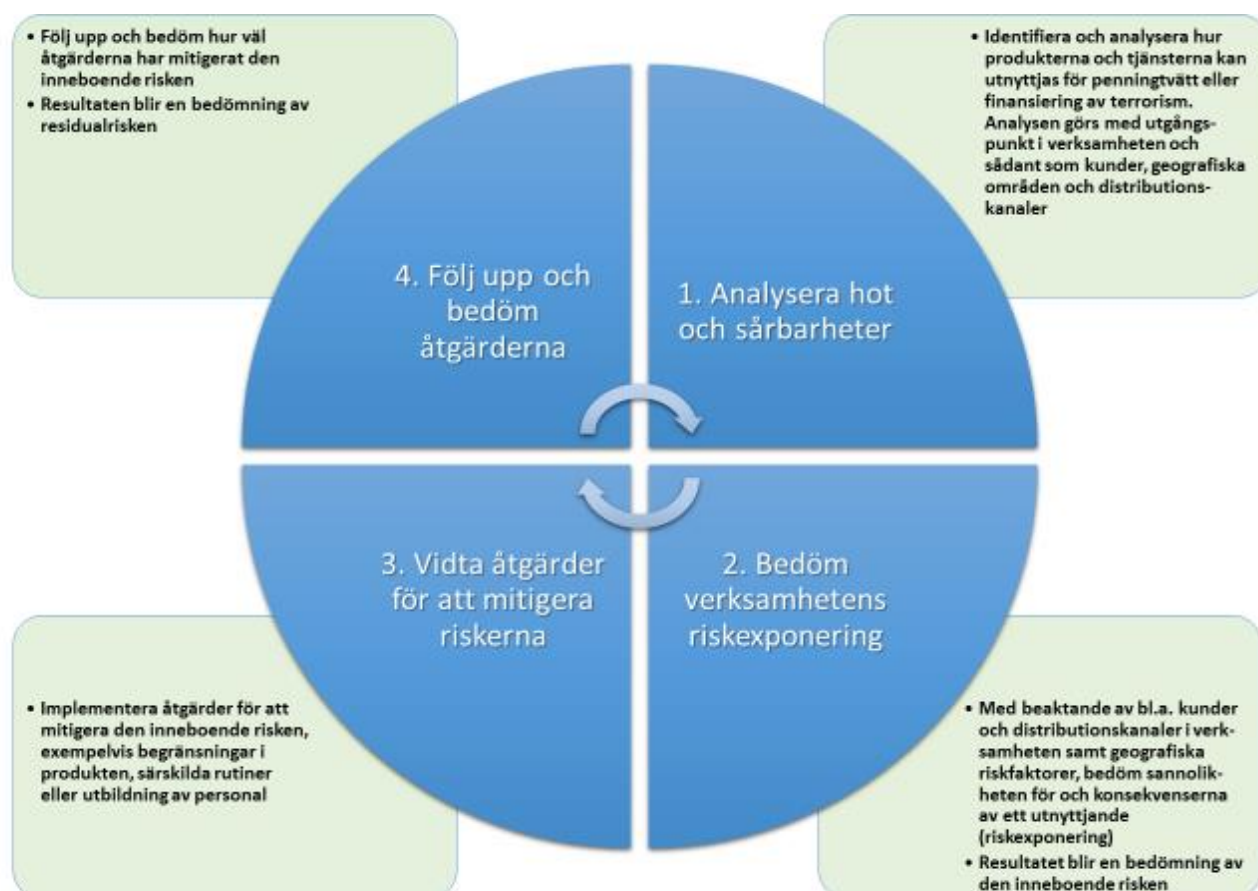 • Följ upp och bedöm hur väl
åtgärderna har mitigerat den
inneboende risken
• Resultaten blir en bedömning av
residualrisken
• Identifiera och analysera hur
produkterna och tjänsterna kan
utnyttjas för penningtvätt eller
finansiering av terrorism.
Analysen görs med utgångs-
punkt i verksamheten och
sådant som kunder, geografiska
områden och distributions-
kanaler
4. Följ upp och
bedöm
åtgärderna
1. Analysera hot
och sårbarheter
3. Vidta åtgärder
för att mitigera
riskerna
2. Bedöm
verksamhetens
riskexponering
• Implementera åtgärder för att
mitigera den inneboende risken,
exempelvis begränsningar i
produkten, särskilda rutiner
eller utbildning av personal
• Med beaktande av bl.a. kunder
och distributionskanaler i verk-
samheten samt geografiska
riskfaktorer, bedöm sannolik-
heten för och konsekvenserna
av ett utnyttjande
(riskexponering)
• Resultatet blir en bedömning av
den inneboende risken